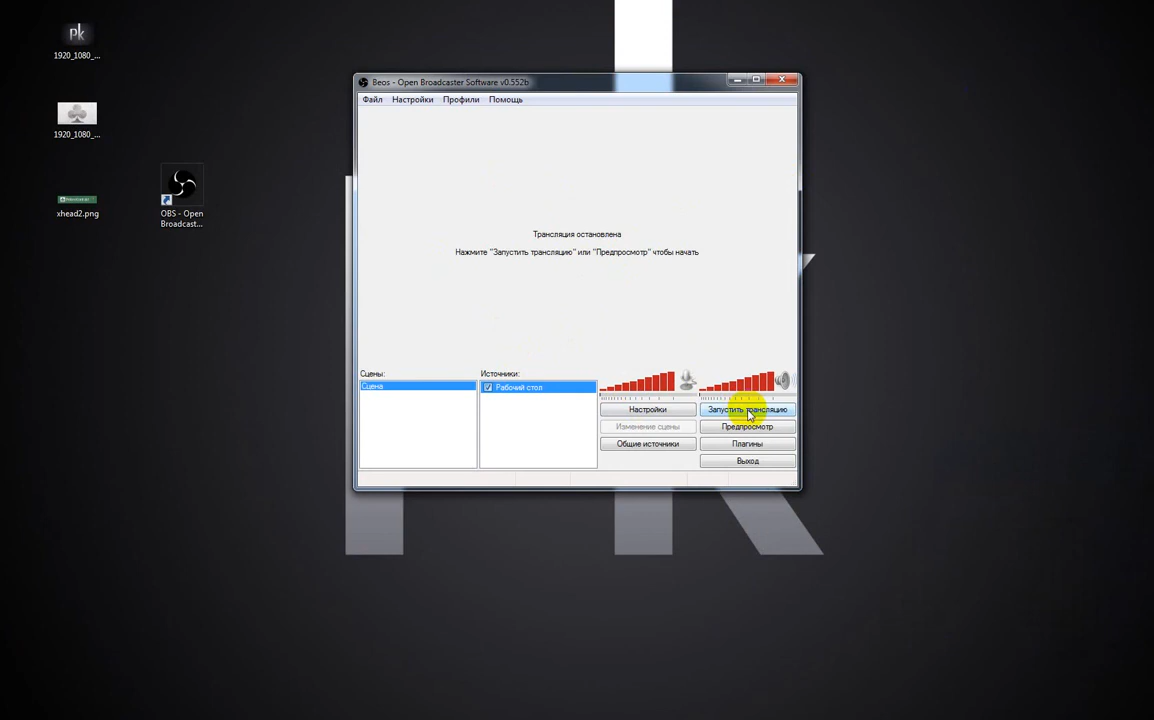 pk
1920_1080_...
1920_1080_...
xhead2.png
OBS - Open
Broadcast...
Beos - Open Broadcaster Software v0.552b
Файл Настройки Профили Помощь
Трансляция остановлена
Нажмите "Запустить трансляцию" или "Предпросмотр" чтобы начать
Сцены:
Сцена
Источники:
Рабочий стол
Настройки
Запустить трансляцию
Изменение сцены
Предпросмотр
Общие источники
Плагины
Выход